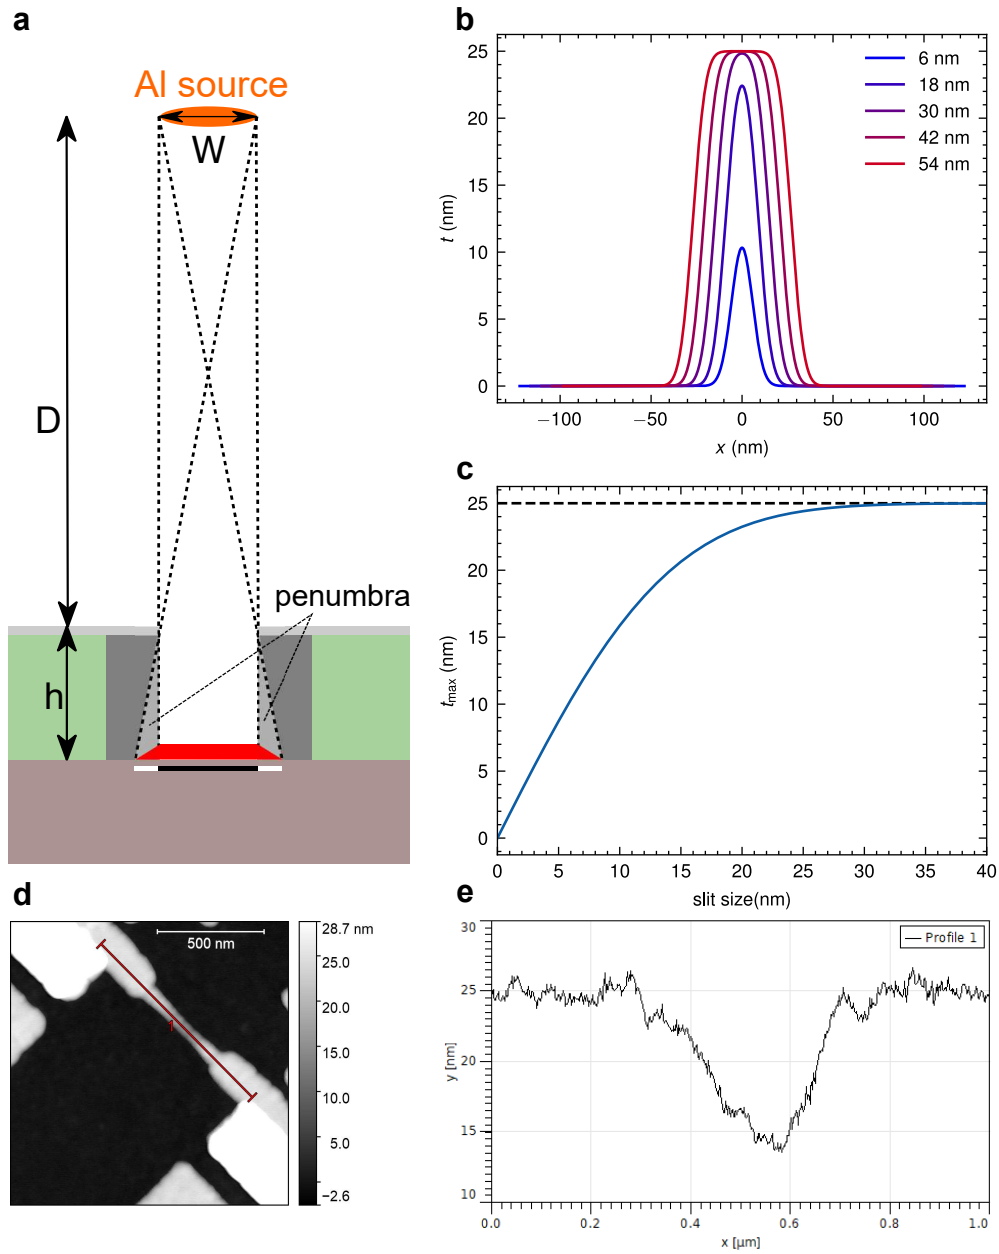 a
Al source
W
D
penumbra
h
b
25
20
15
10
5
0
t (nm)
−100
−50
0
50
100
x (nm)
6 nm
18 nm
30 nm
42 nm
54 nm
c
25
20
15
10
5
0
tmax (nm)
0
5
10
15
20
25
30
35
40
slit size(nm)
d
500 nm
1
28.7 nm
25.0
20.0
15.0
10.0
5.0
−2.6
e
30
25
20
15
10
y [nm]
Profile 1
0.0
0.2
0.4
0.6
0.8
1.0
x [µm]